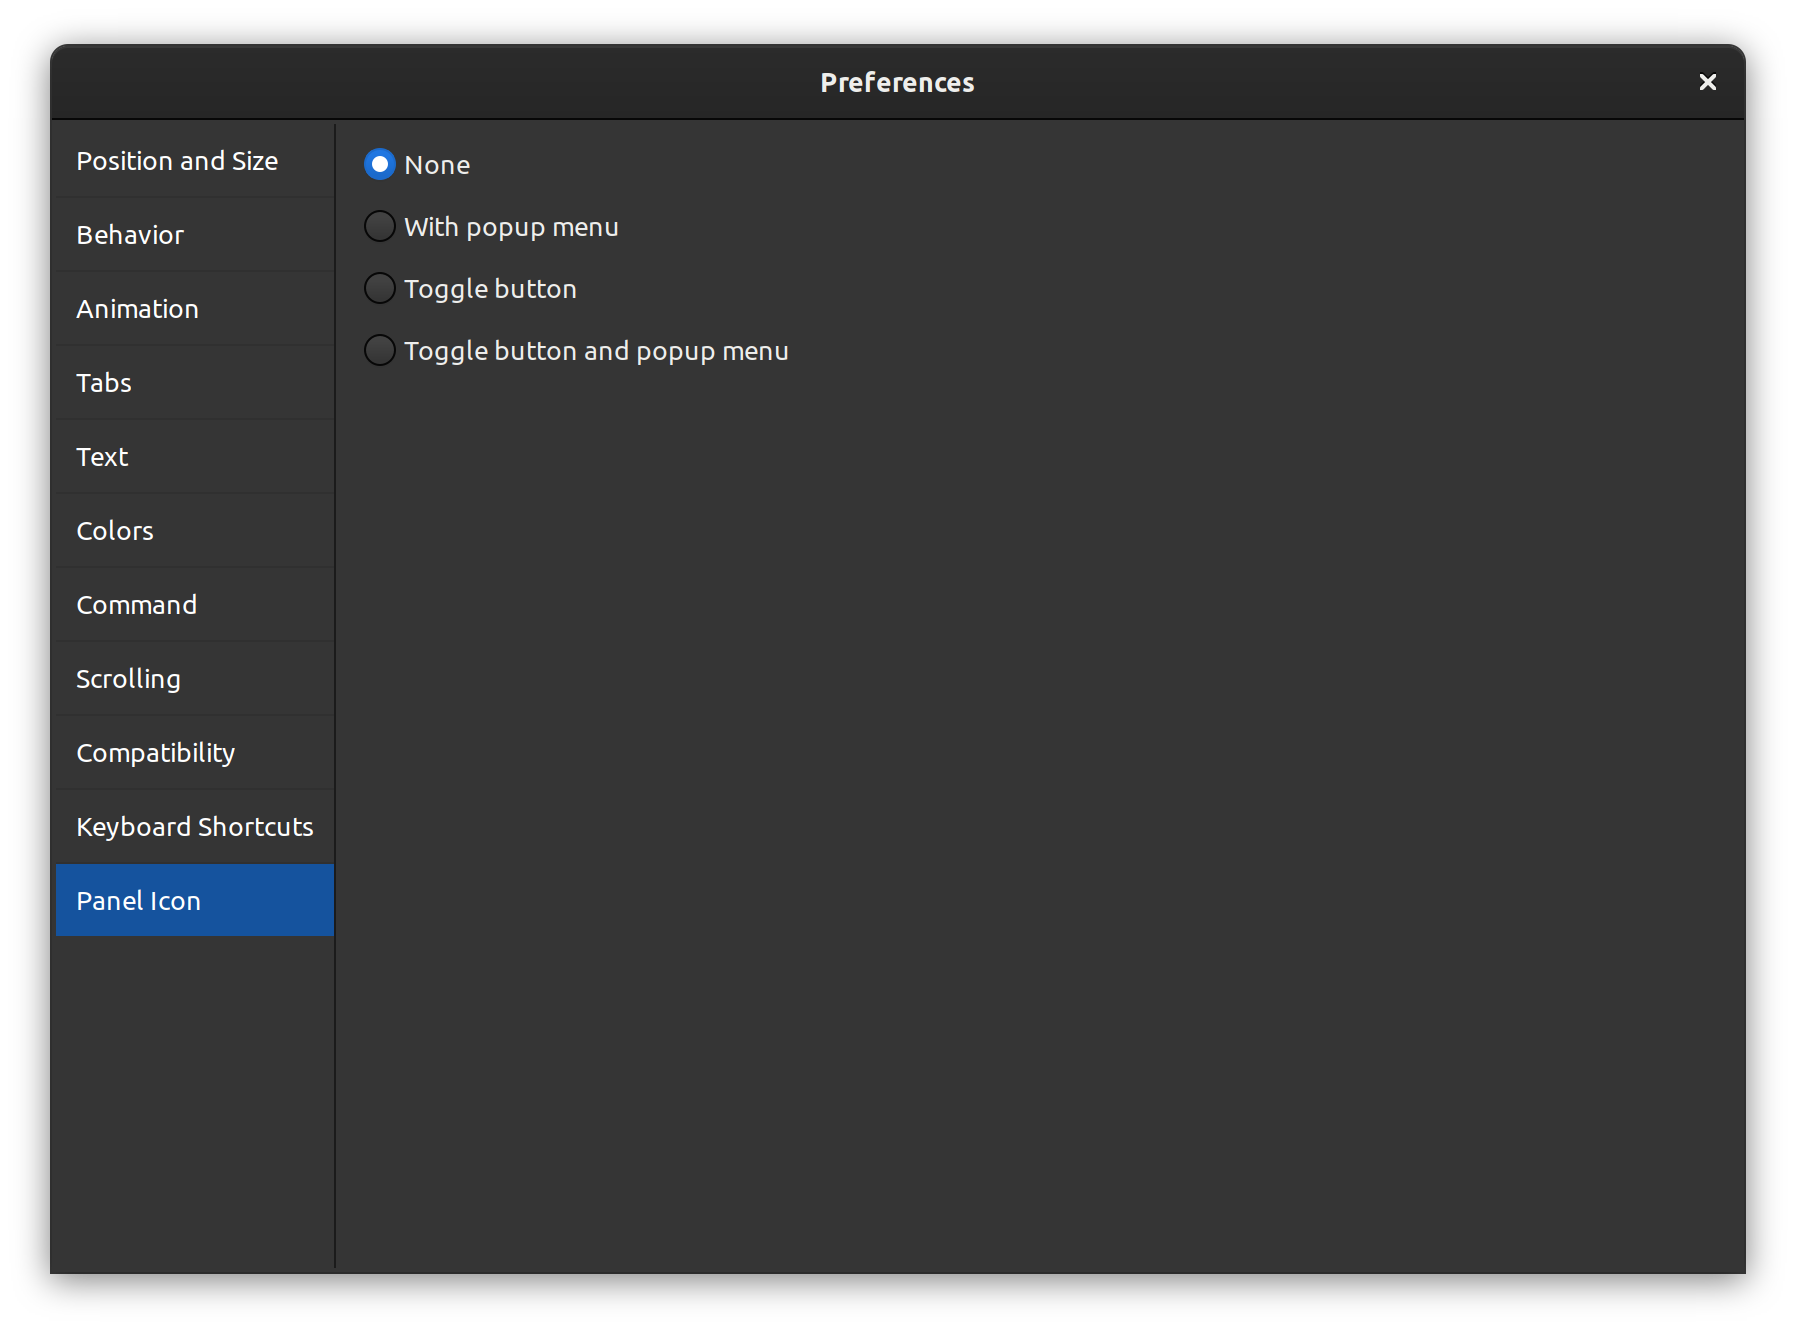 Preferences
Position and Size
Behavior
Animation
Tabs
Text
Colors
Command
Scrolling
Compatibility
Keyboard Shortcuts
Panel Icon
None
With popup menu
Toggle button
Toggle button and popup menu